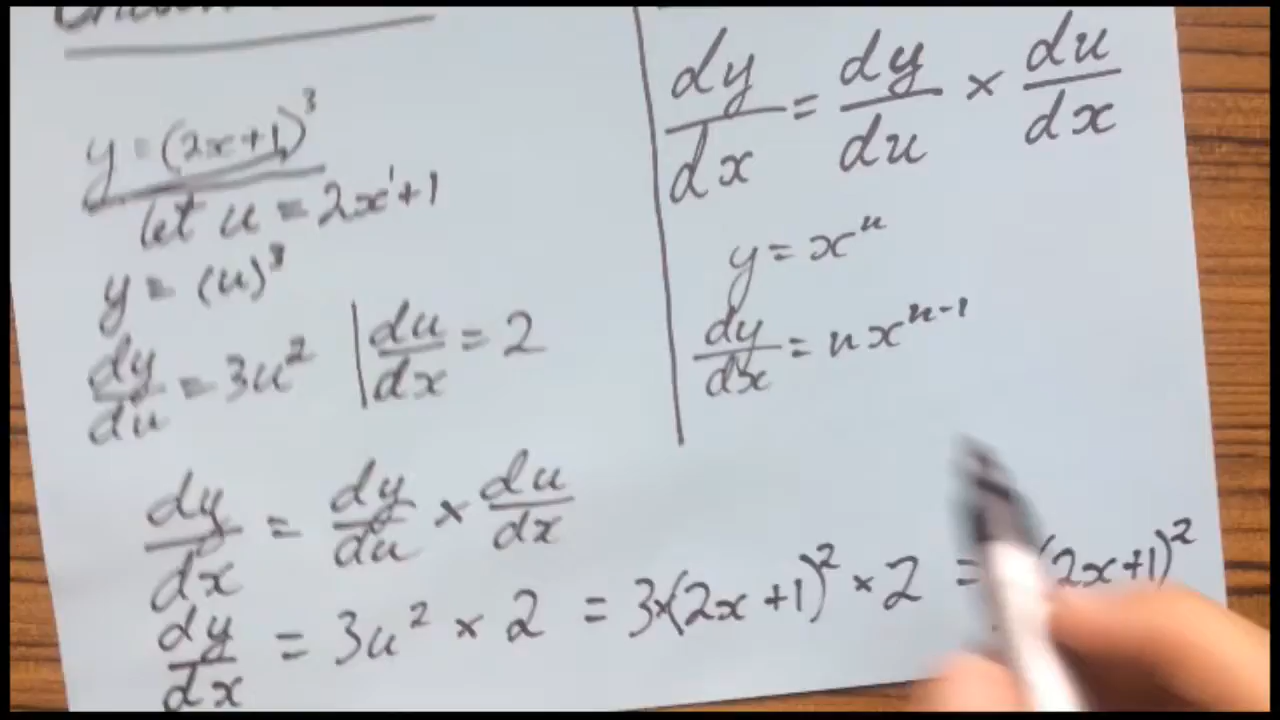 y = (2x+1)³
let u = 2x¹+1
y = (u)³
dy/du = 3u² | du/dx = 2
dy/dx = dy/du × du/dx
dy/dx = 3u² × 2 = 3×(2x+1)² × 2 = (2x+1)²
dy/dx = dy/du × du/dx
y = xⁿ
dy/dx = nxⁿ⁻¹